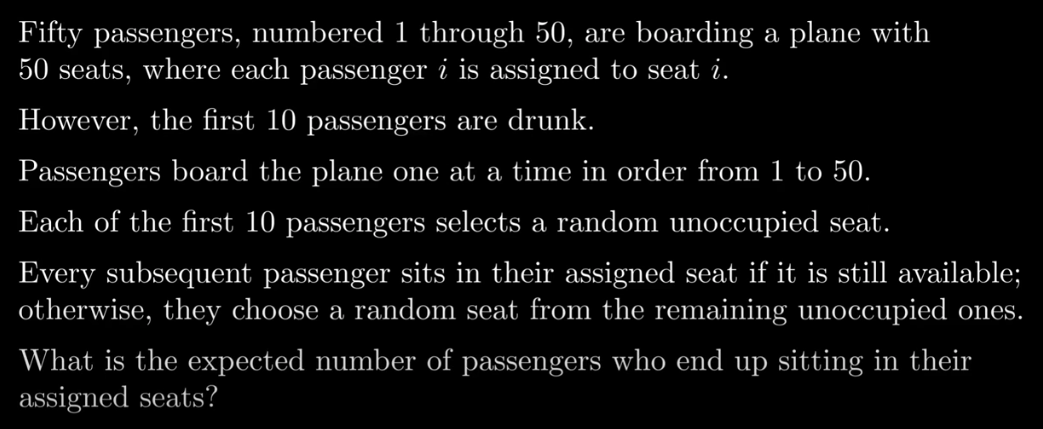 Fifty passengers, numbered 1 through 50, are boarding a plane with
50 seats, where each passenger i is assigned to seat i.
However, the first 10 passengers are drunk.
Passengers board the plane one at a time in order from 1 to 50.
Each of the first 10 passengers selects a random unoccupied seat.
Every subsequent passenger sits in their assigned seat if it is still available;
otherwise, they choose a random seat from the remaining unoccupied ones.
What is the expected number of passengers who end up sitting in their
assigned seats?